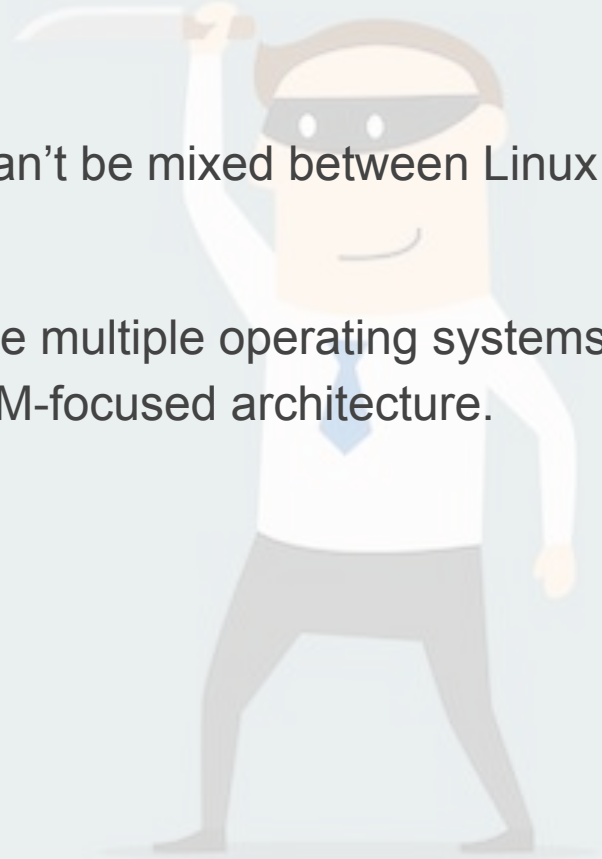 an’t be mixed between Linux
e multiple operating systems
M-focused architecture.